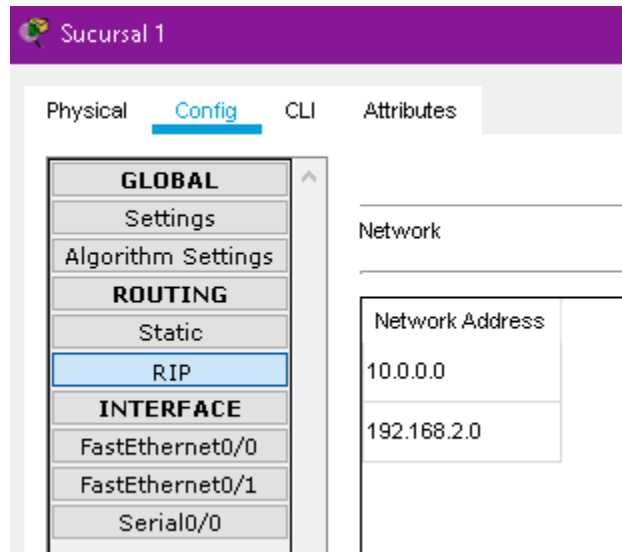 Sucursal 1
Physical Config CLI Attributes
GLOBAL
Settings
Algorithm Settings
ROUTING
Static
RIP
INTERFACE
FastEthernet0/0
FastEthernet0/1
Serial0/0
Network
Network Address
10.0.0.0
192.168.2.0